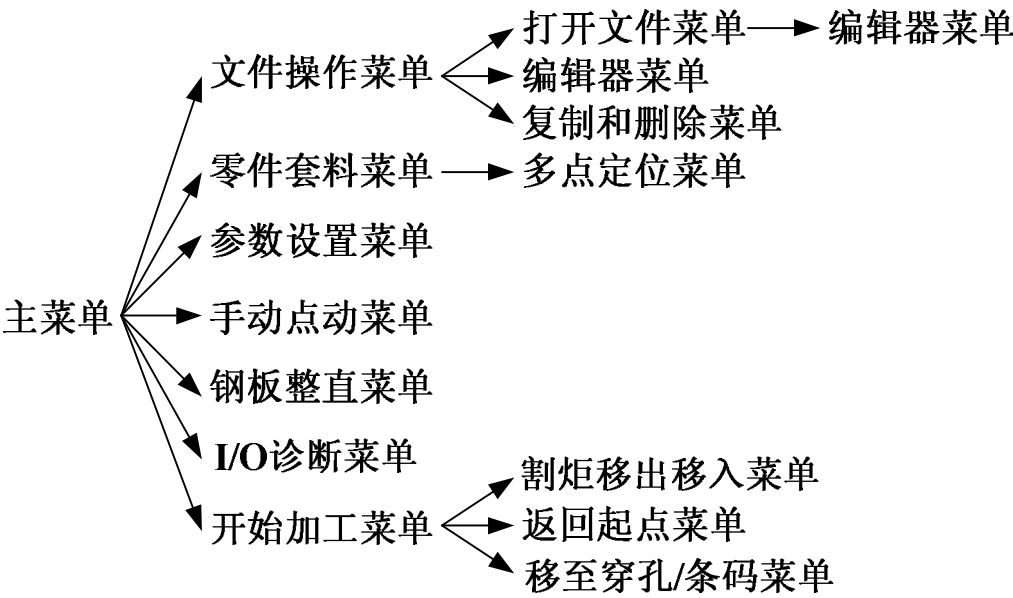 打开文件菜单
编辑器菜单
文件操作菜单
编辑器菜单
复制和删除菜单
零件套料菜单
多点定位菜单
参数设置菜单
主菜单
手动点动菜单
钢板整直菜单
I/O诊断菜单
割炬移出移入菜单
开始加工菜单
返回起点菜单
移至穿孔/条码菜单